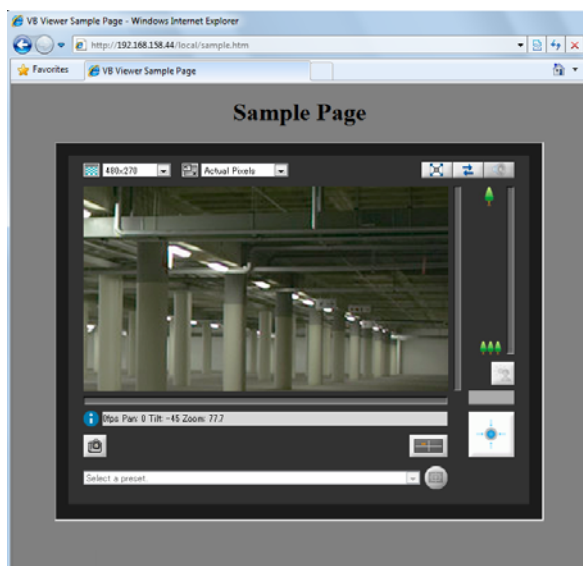 VB Viewer Sample Page - Windows Internet Explorer
http://192.168.158.44/local/sample.htm
Favorites
VB Viewer Sample Page
Sample Page
480x270
Actual Pixels
0fps Pan: 0 Tilt: -45 Zoom: 77.7
Select a preset.